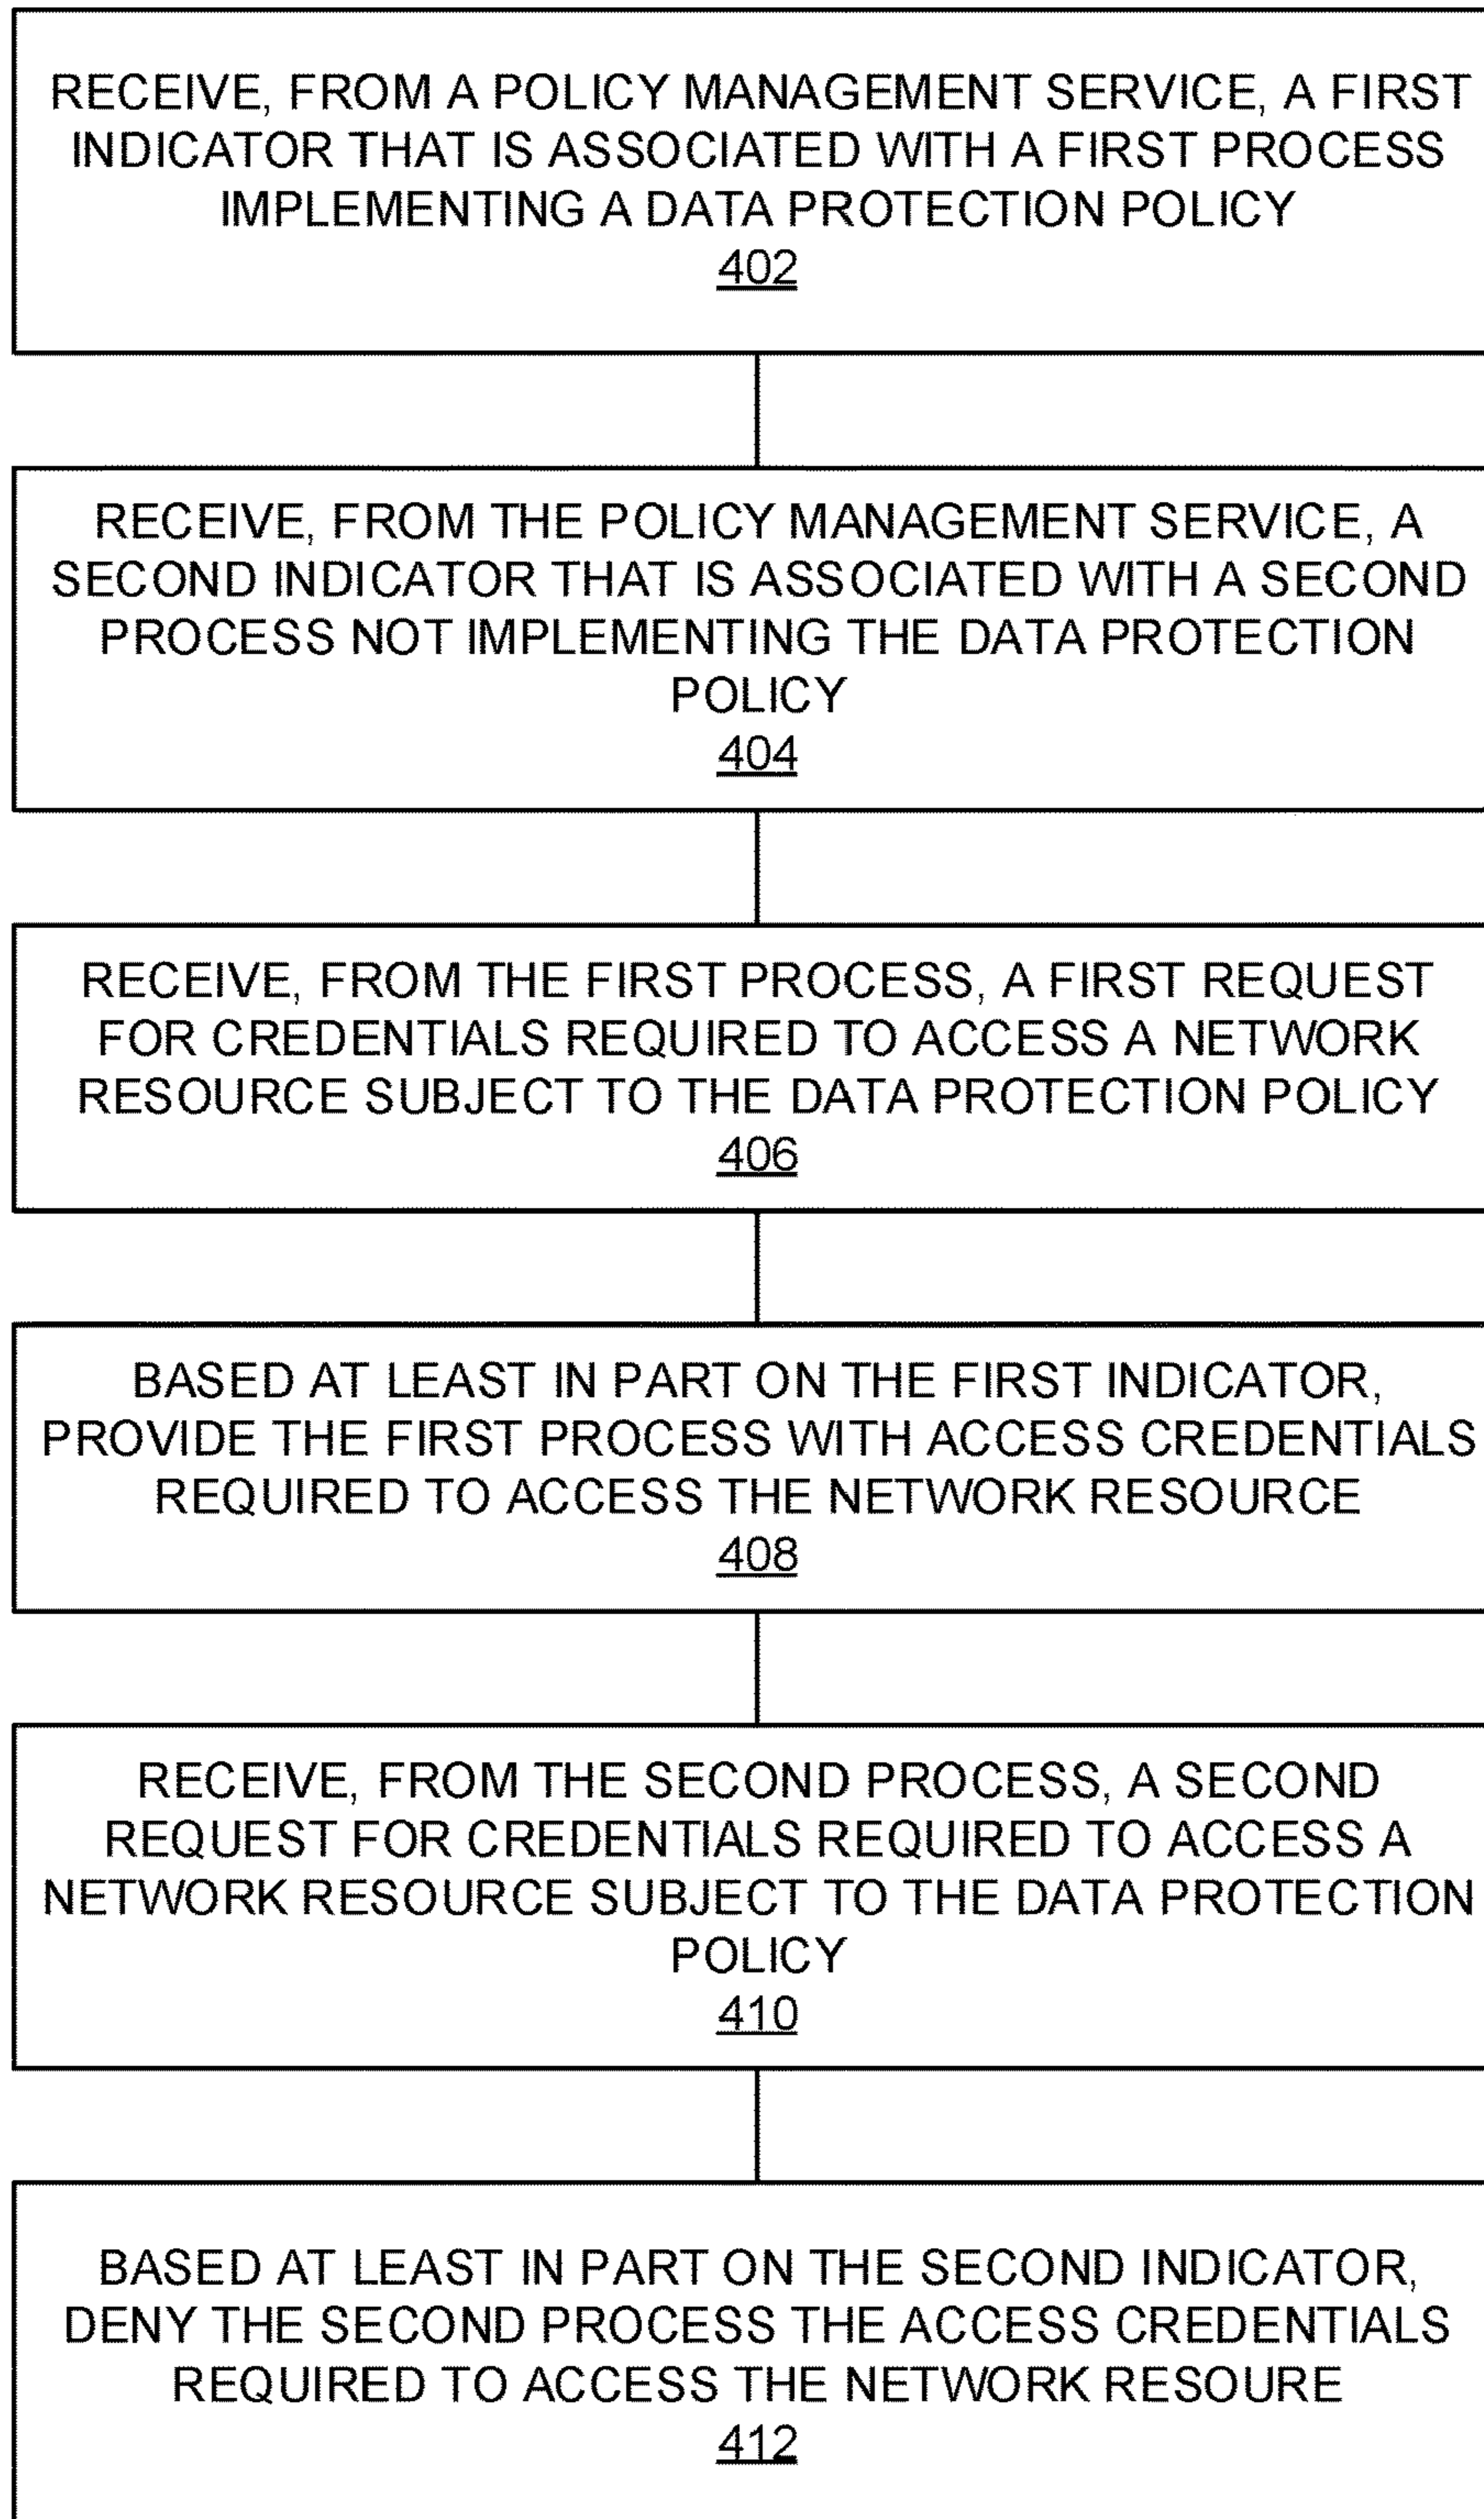 RECEIVE, FROM A POLICY MANAGEMENT SERVICE, A FIRST
INDICATOR THAT IS ASSOCIATED WITH A FIRST PROCESS
IMPLEMENTING A DATA PROTECTION POLICY
402
RECEIVE, FROM THE POLICY MANAGEMENT SERVICE, A
SECOND INDICATOR THAT IS ASSOCIATED WITH A SECOND
PROCESS NOT IMPLEMENTING THE DATA PROTECTION
POLICY
404
RECEIVE, FROM THE FIRST PROCESS, A FIRST REQUEST
FOR CREDENTIALS REQUIRED TO ACCESS A NETWORK
RESOURCE SUBJECT TO THE DATA PROTECTION POLICY
406
BASED AT LEAST IN PART ON THE FIRST INDICATOR,
PROVIDE THE FIRST PROCESS WITH ACCESS CREDENTIALS
REQUIRED TO ACCESS THE NETWORK RESOURCE
408
RECEIVE, FROM THE SECOND PROCESS, A SECOND
REQUEST FOR CREDENTIALS REQUIRED TO ACCESS A
NETWORK RESOURCE SUBJECT TO THE DATA PROTECTION
POLICY
410
BASED AT LEAST IN PART ON THE SECOND INDICATOR,
DENY THE SECOND PROCESS THE ACCESS CREDENTIALS
REQUIRED TO ACCESS THE NETWORK RESOURE
412